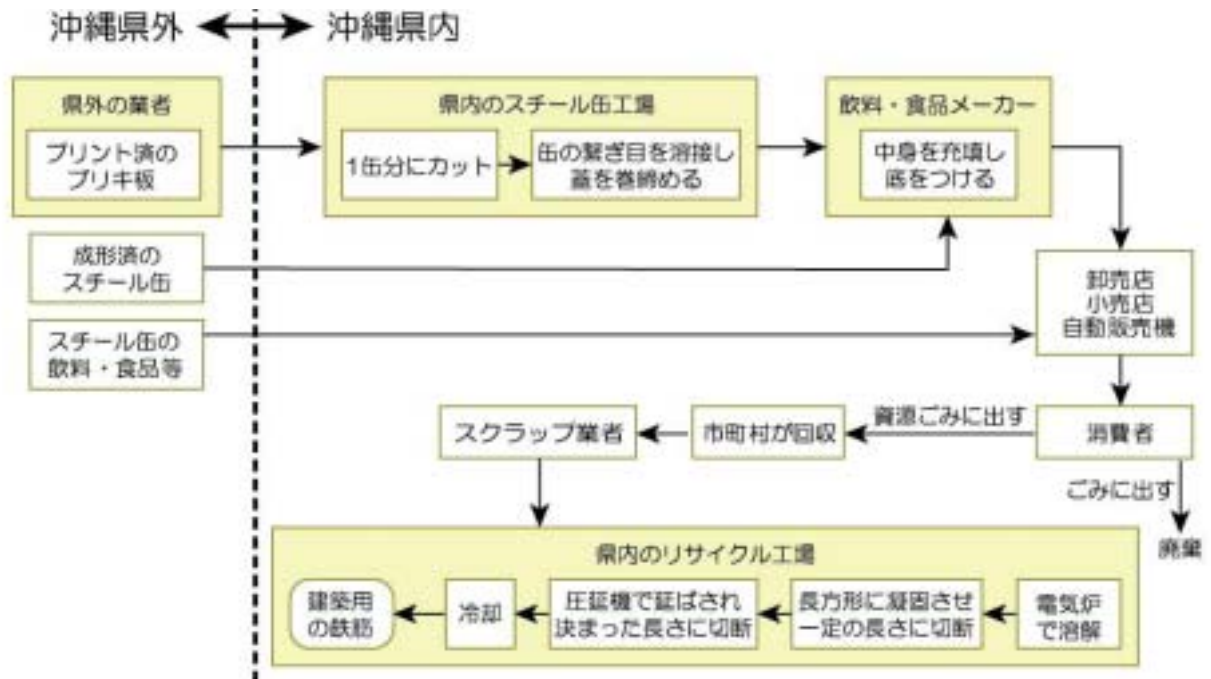 沖縄県外
沖縄県内
県外の業者
プリント済の
ブリキ板
県内のスチール缶工場
1缶分にカット
缶の繋ぎ目を溶接し
蓋を巻締める
飲料・食品メーカー
中身を充填し
底をつける
成形済の
スチール缶
スチール缶の
飲料・食品等
卸売店
小売店
自動販売機
消費者
資源ごみに出す
市町村が回収
スクラップ業者
ごみに出す
廃棄
県内のリサイクル工場
電気炉
で溶解
長方形に凝固させ
一定の長さに切断
圧延機で延ばされ
決まった長さに切断
冷却
建築用
の鉄筋